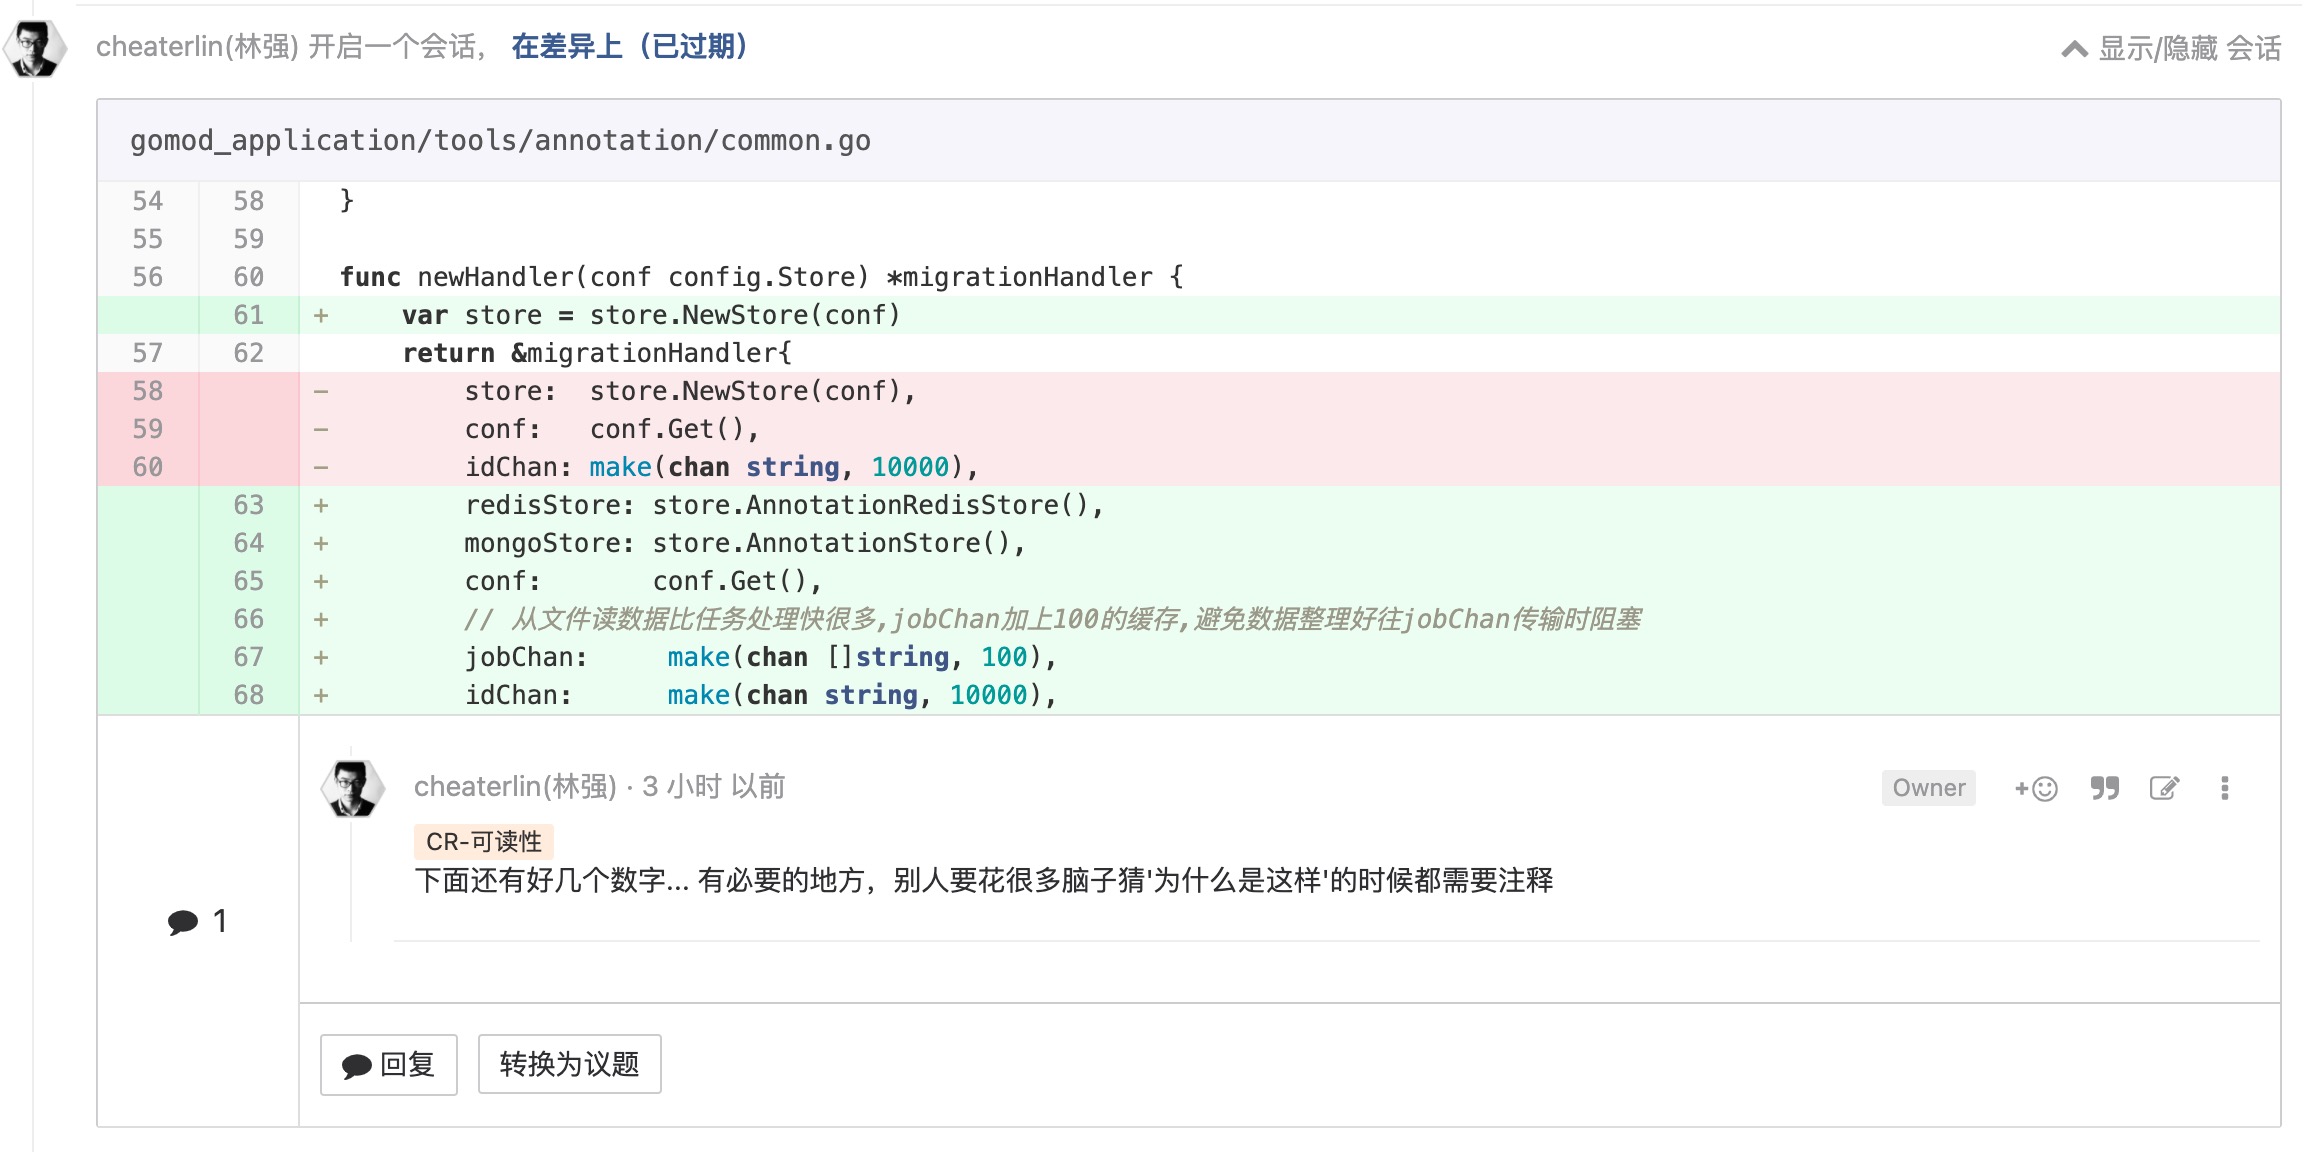 cheaterlin(林强) 开启一个会话， 在差异上（已过期） 显示/隐藏 会话
gomod_application/tools/annotation/common.go
54 58 }
55 59
56 60 func newHandler(conf config.Store) *migrationHandler {
61 + var store = store.NewStore(conf)
57 62 return &migrationHandler{
58 − store: store.NewStore(conf),
59 − conf: conf.Get(),
60 − idChan: make(chan string, 10000),
63 + redisStore: store.AnnotationRedisStore(),
64 + mongoStore: store.AnnotationStore(),
65 + conf: conf.Get(),
66 + // 从文件读数据比任务处理快很多,jobChan加上100的缓存,避免数据整理好往jobChan传输时阻塞
67 + jobChan: make(chan []string, 100),
68 + idChan: make(chan string, 10000),
cheaterlin(林强) · 3 小时 以前 Owner
CR-可读性
下面还有好几个数字... 有必要的地方，别人要花很多脑子猜'为什么是这样'的时候都需要注释
1
回复 转换为议题